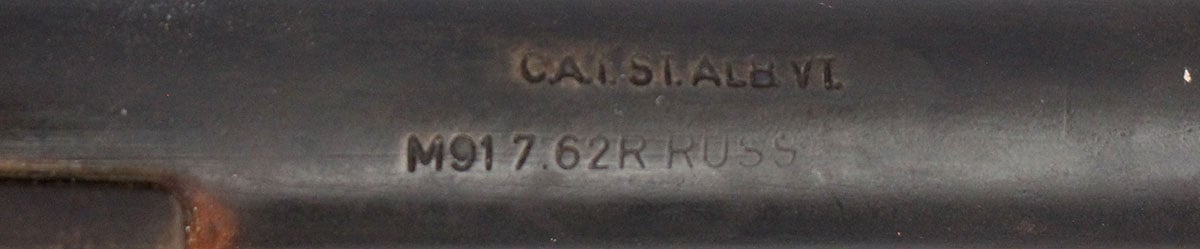 C.A.I. ST. ALB. VT.
M91 7.62R RUSS